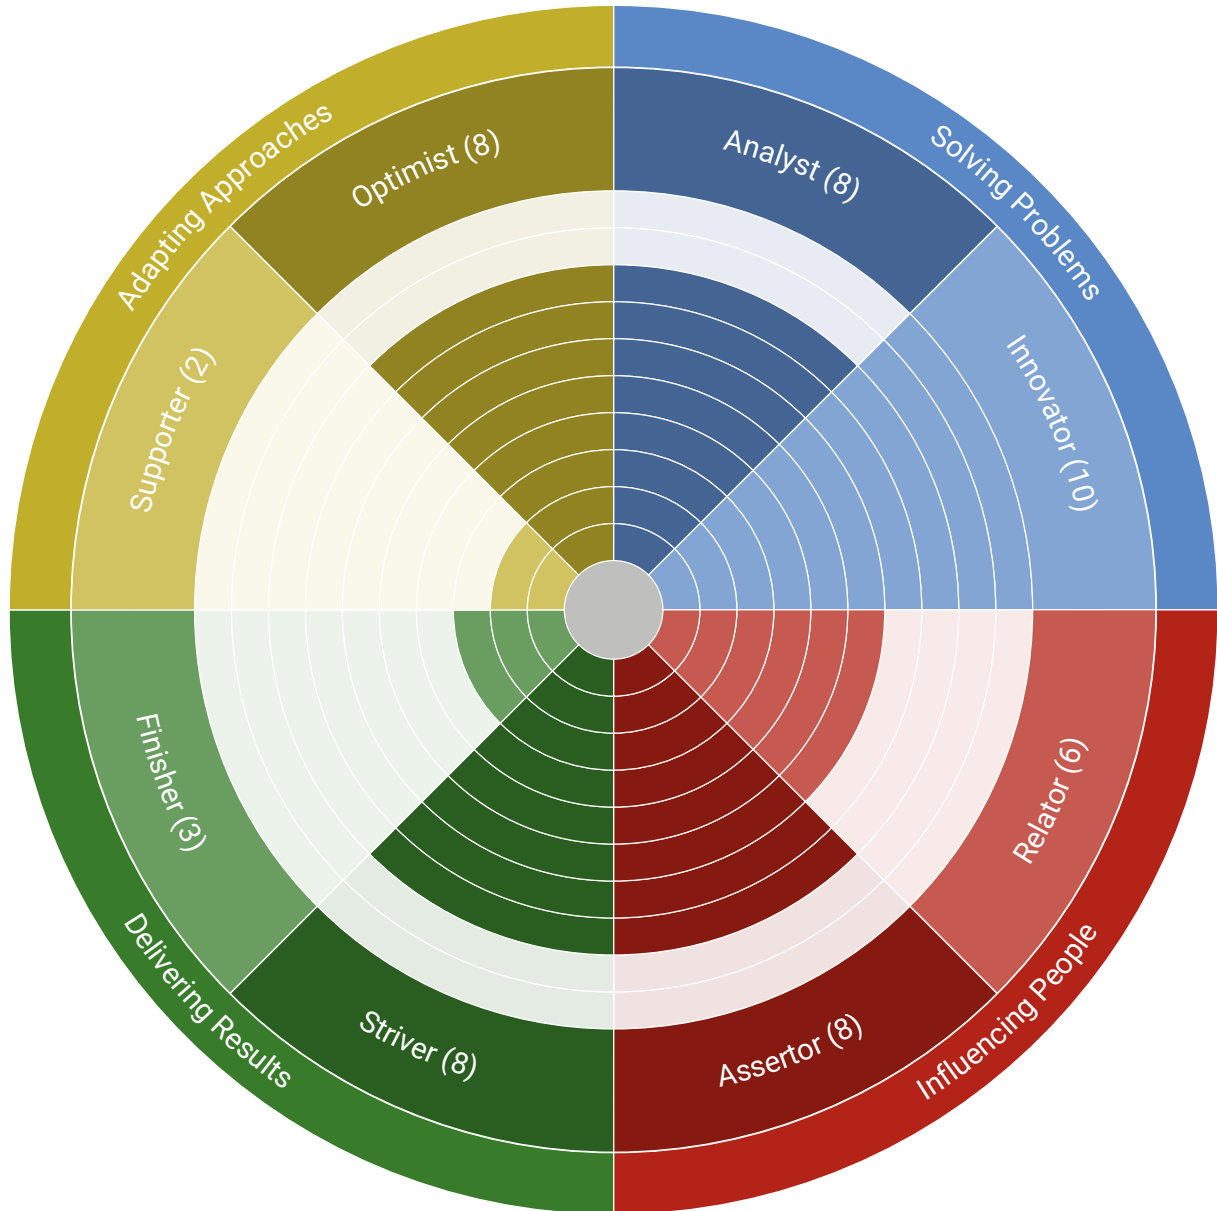 Adapting Approaches
Solving Problems
Optimist (8)
Analyst (8)
Supporter (2)
Innovator (10)
Finisher (3)
Relator (6)
Striver (8)
Assertor (8)
Delivering Results
Influencing People